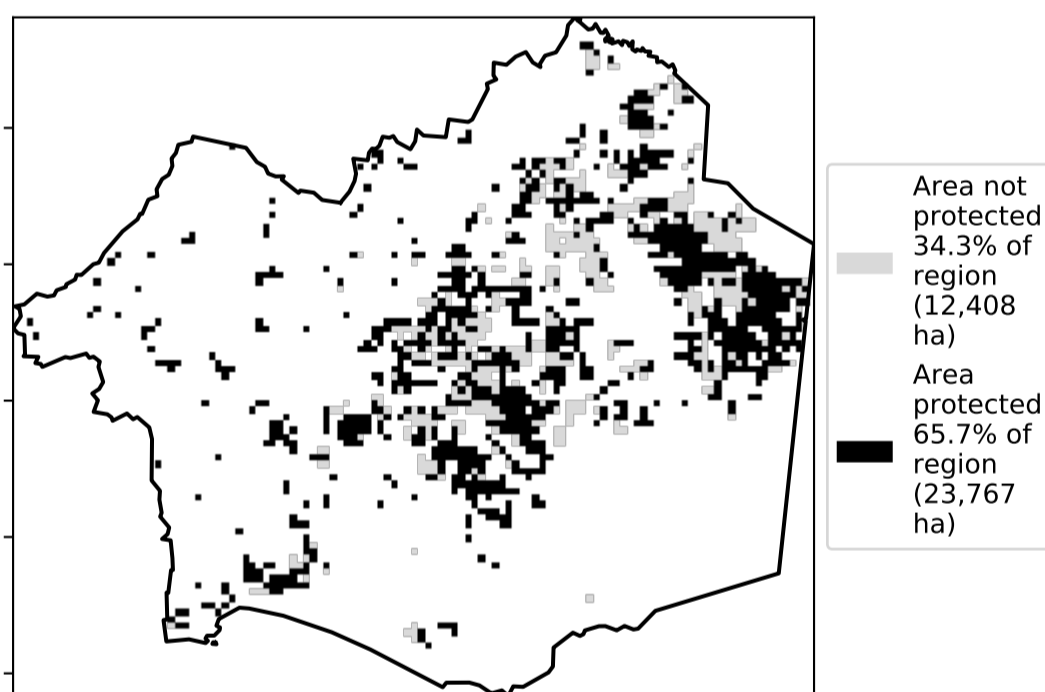 Area not
protected
34.3% of
region
(12,408
ha)
Area
protected
65.7% of
region
(23,767
ha)